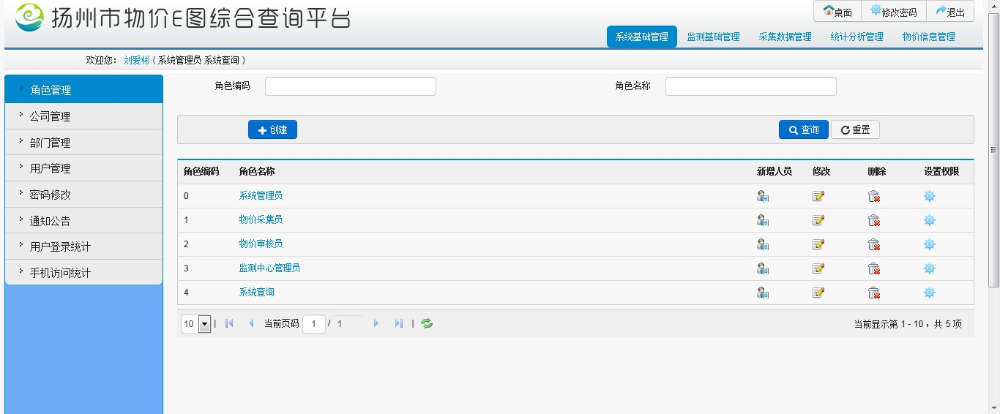 扬州市物价E图综合查询平台
桌面 修改密码 退出
系统基础管理 监测基础管理 采集数据管理 统计分析管理 物价信息管理
欢迎您： 刘爱彬 ( 系统管理员 系统查询 )
角色管理
公司管理
部门管理
用户管理
密码修改
通知公告
用户登录统计
手机访问统计
角色编码 角色名称
创建 查询 重置
角色编码 角色名称 新增人员 修改 删除 设置权限
0 系统管理员
1 物价采集员
2 物价审核员
3 监测中心管理员
4 系统查询
10 | 当前页码 1 / 1 | 当前显示第 1 - 10 ，共 5 项